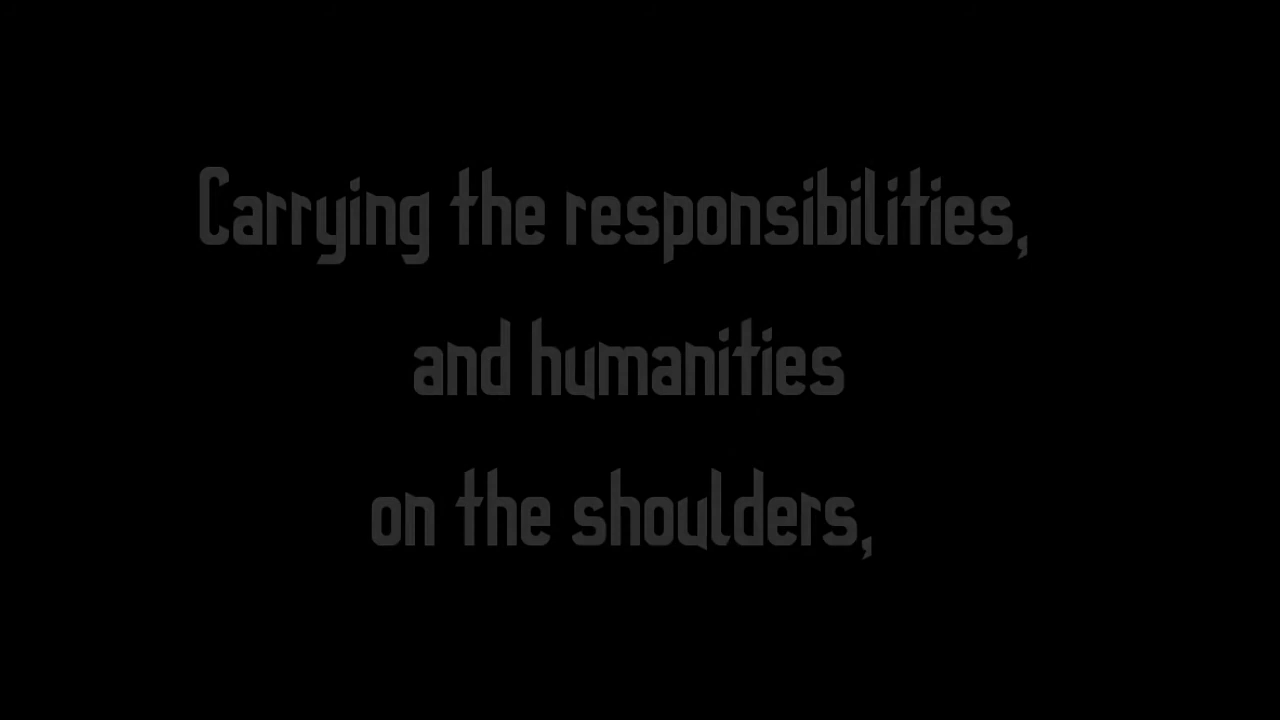 Carrying the responsibilities,
and humanities
on the shoulders,